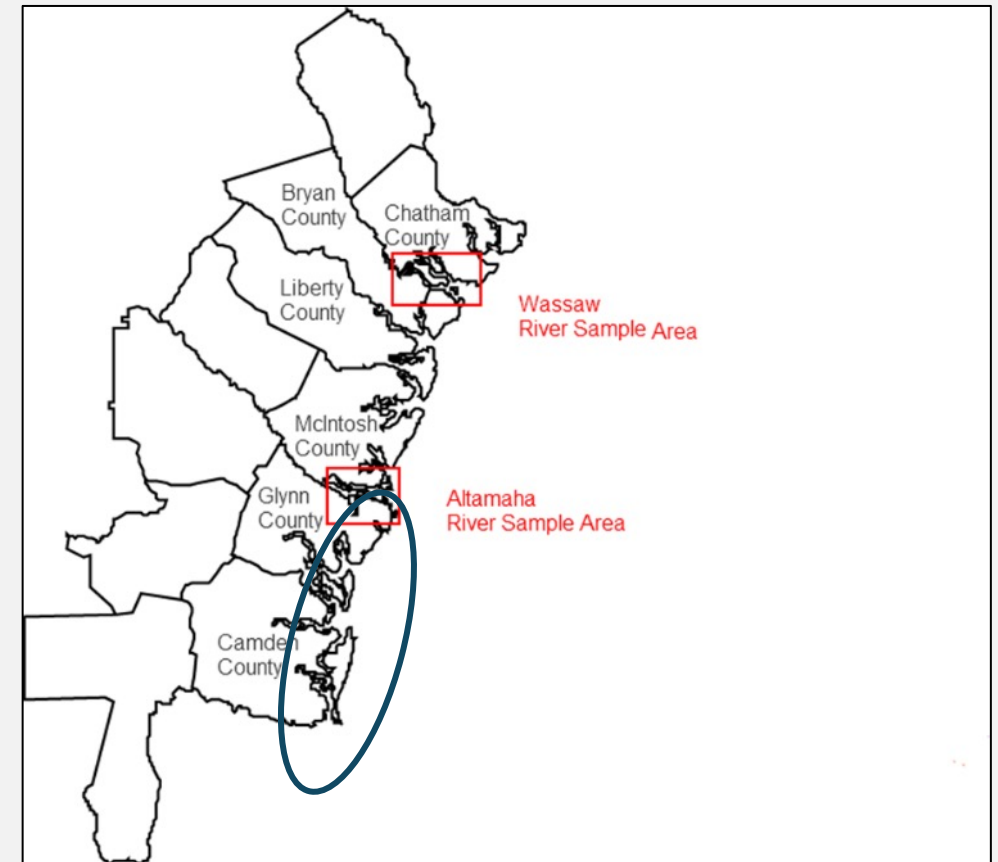 Bryan
County
Chatham
County
Liberty
County
Wassaw
River Sample Area
McIntosh
County
Glynn
County
Altamaha
River Sample Area
Camden
County